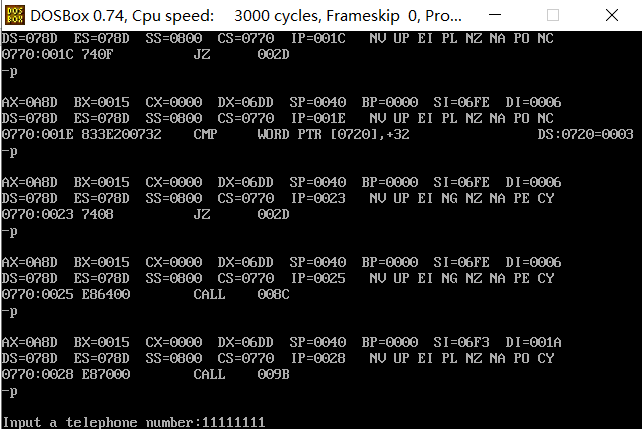 DOS BOX DOSBox 0.74, Cpu speed: 3000 cycles, Frameskip 0, Pro...
DS=078D ES=078D SS=0800 CS=0770 IP=001C NV UP EI PL NZ NA PO NC
0770:001C 740F JZ 002D
-p
AX=0A8D BX=0015 CX=0000 DX=06DD SP=0040 BP=0000 SI=06FE DI=0006
DS=078D ES=078D SS=0800 CS=0770 IP=001E NV UP EI PL NZ NA PO NC
0770:001E 833E200732 CMP WORD PTR [0720],+32 DS:0720=0003
-p
AX=0A8D BX=0015 CX=0000 DX=06DD SP=0040 BP=0000 SI=06FE DI=0006
DS=078D ES=078D SS=0800 CS=0770 IP=0023 NV UP EI NG NZ NA PE CY
0770:0023 7408 JZ 002D
-p
AX=0A8D BX=0015 CX=0000 DX=06DD SP=0040 BP=0000 SI=06FE DI=0006
DS=078D ES=078D SS=0800 CS=0770 IP=0025 NV UP EI NG NZ NA PE CY
0770:0025 E86400 CALL 008C
-p
AX=0A8D BX=0015 CX=0000 DX=06DD SP=0040 BP=0000 SI=06F3 DI=001A
DS=078D ES=078D SS=0800 CS=0770 IP=0028 NV UP EI PL NZ NA PO CY
0770:0028 E87000 CALL 009B
-p
Input a telephone number:11111111